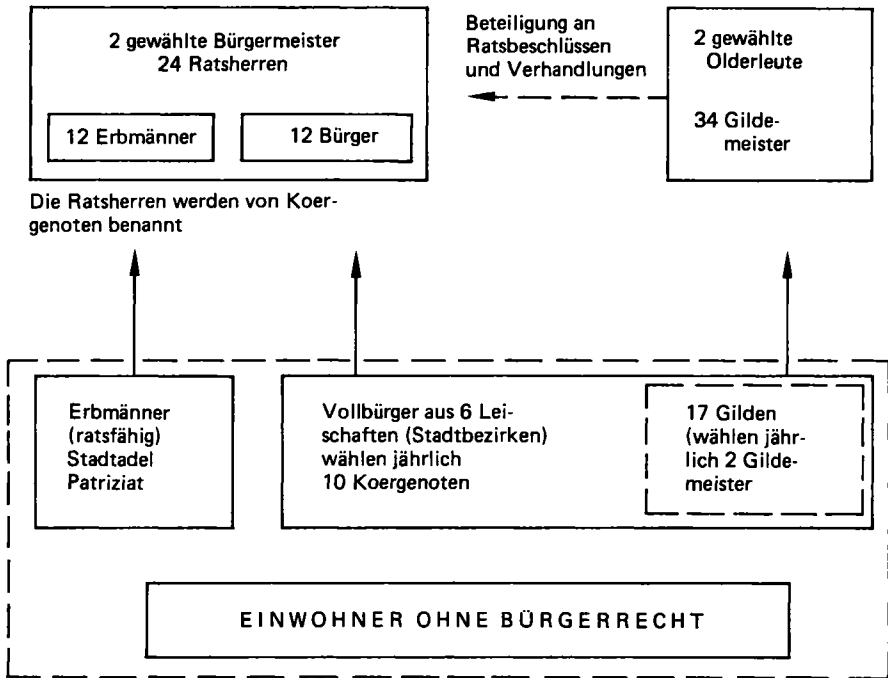 2 gewählte Bürgermeister
24 Ratsherren
12 Erbmänner
12 Bürger
Die Ratsherren werden von Koer-
genoten benannt
Beteiligung an
Ratsbeschlüssen
und Verhandlungen
2 gewählte
Olderleute
34 Gilde-
meister
Erbmänner
(ratsfähig)
Stadtadel
Patriziat
Vollbürger aus 6 Lei-
schaften (Stadtbezirken)
wählen jährlich
10 Koergenoten
17 Gilden
(wählen jähr-
lich 2 Gilde-
meister
EINWOHNER OHNE BÜRGERRECHT